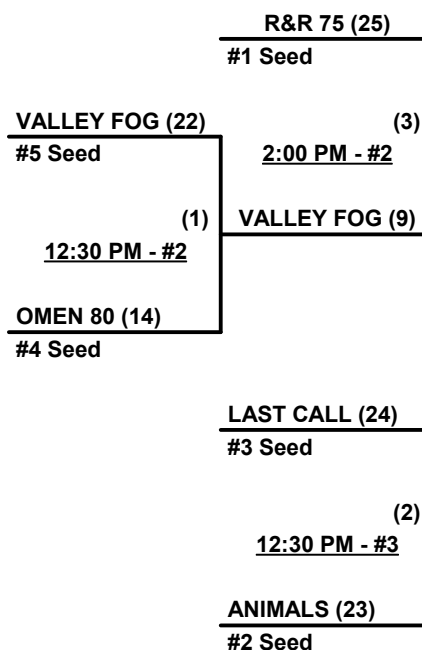 R&R 75 (25)
#1 Seed
VALLEY FOG (22)
(3)
#5 Seed
2:00 PM - #2
(1)
VALLEY FOG (9)
12:30 PM - #2
OMEN 80 (14)
#4 Seed
LAST CALL (24)
#3 Seed
(2)
12:30 PM - #3
ANIMALS (23)
#2 Seed